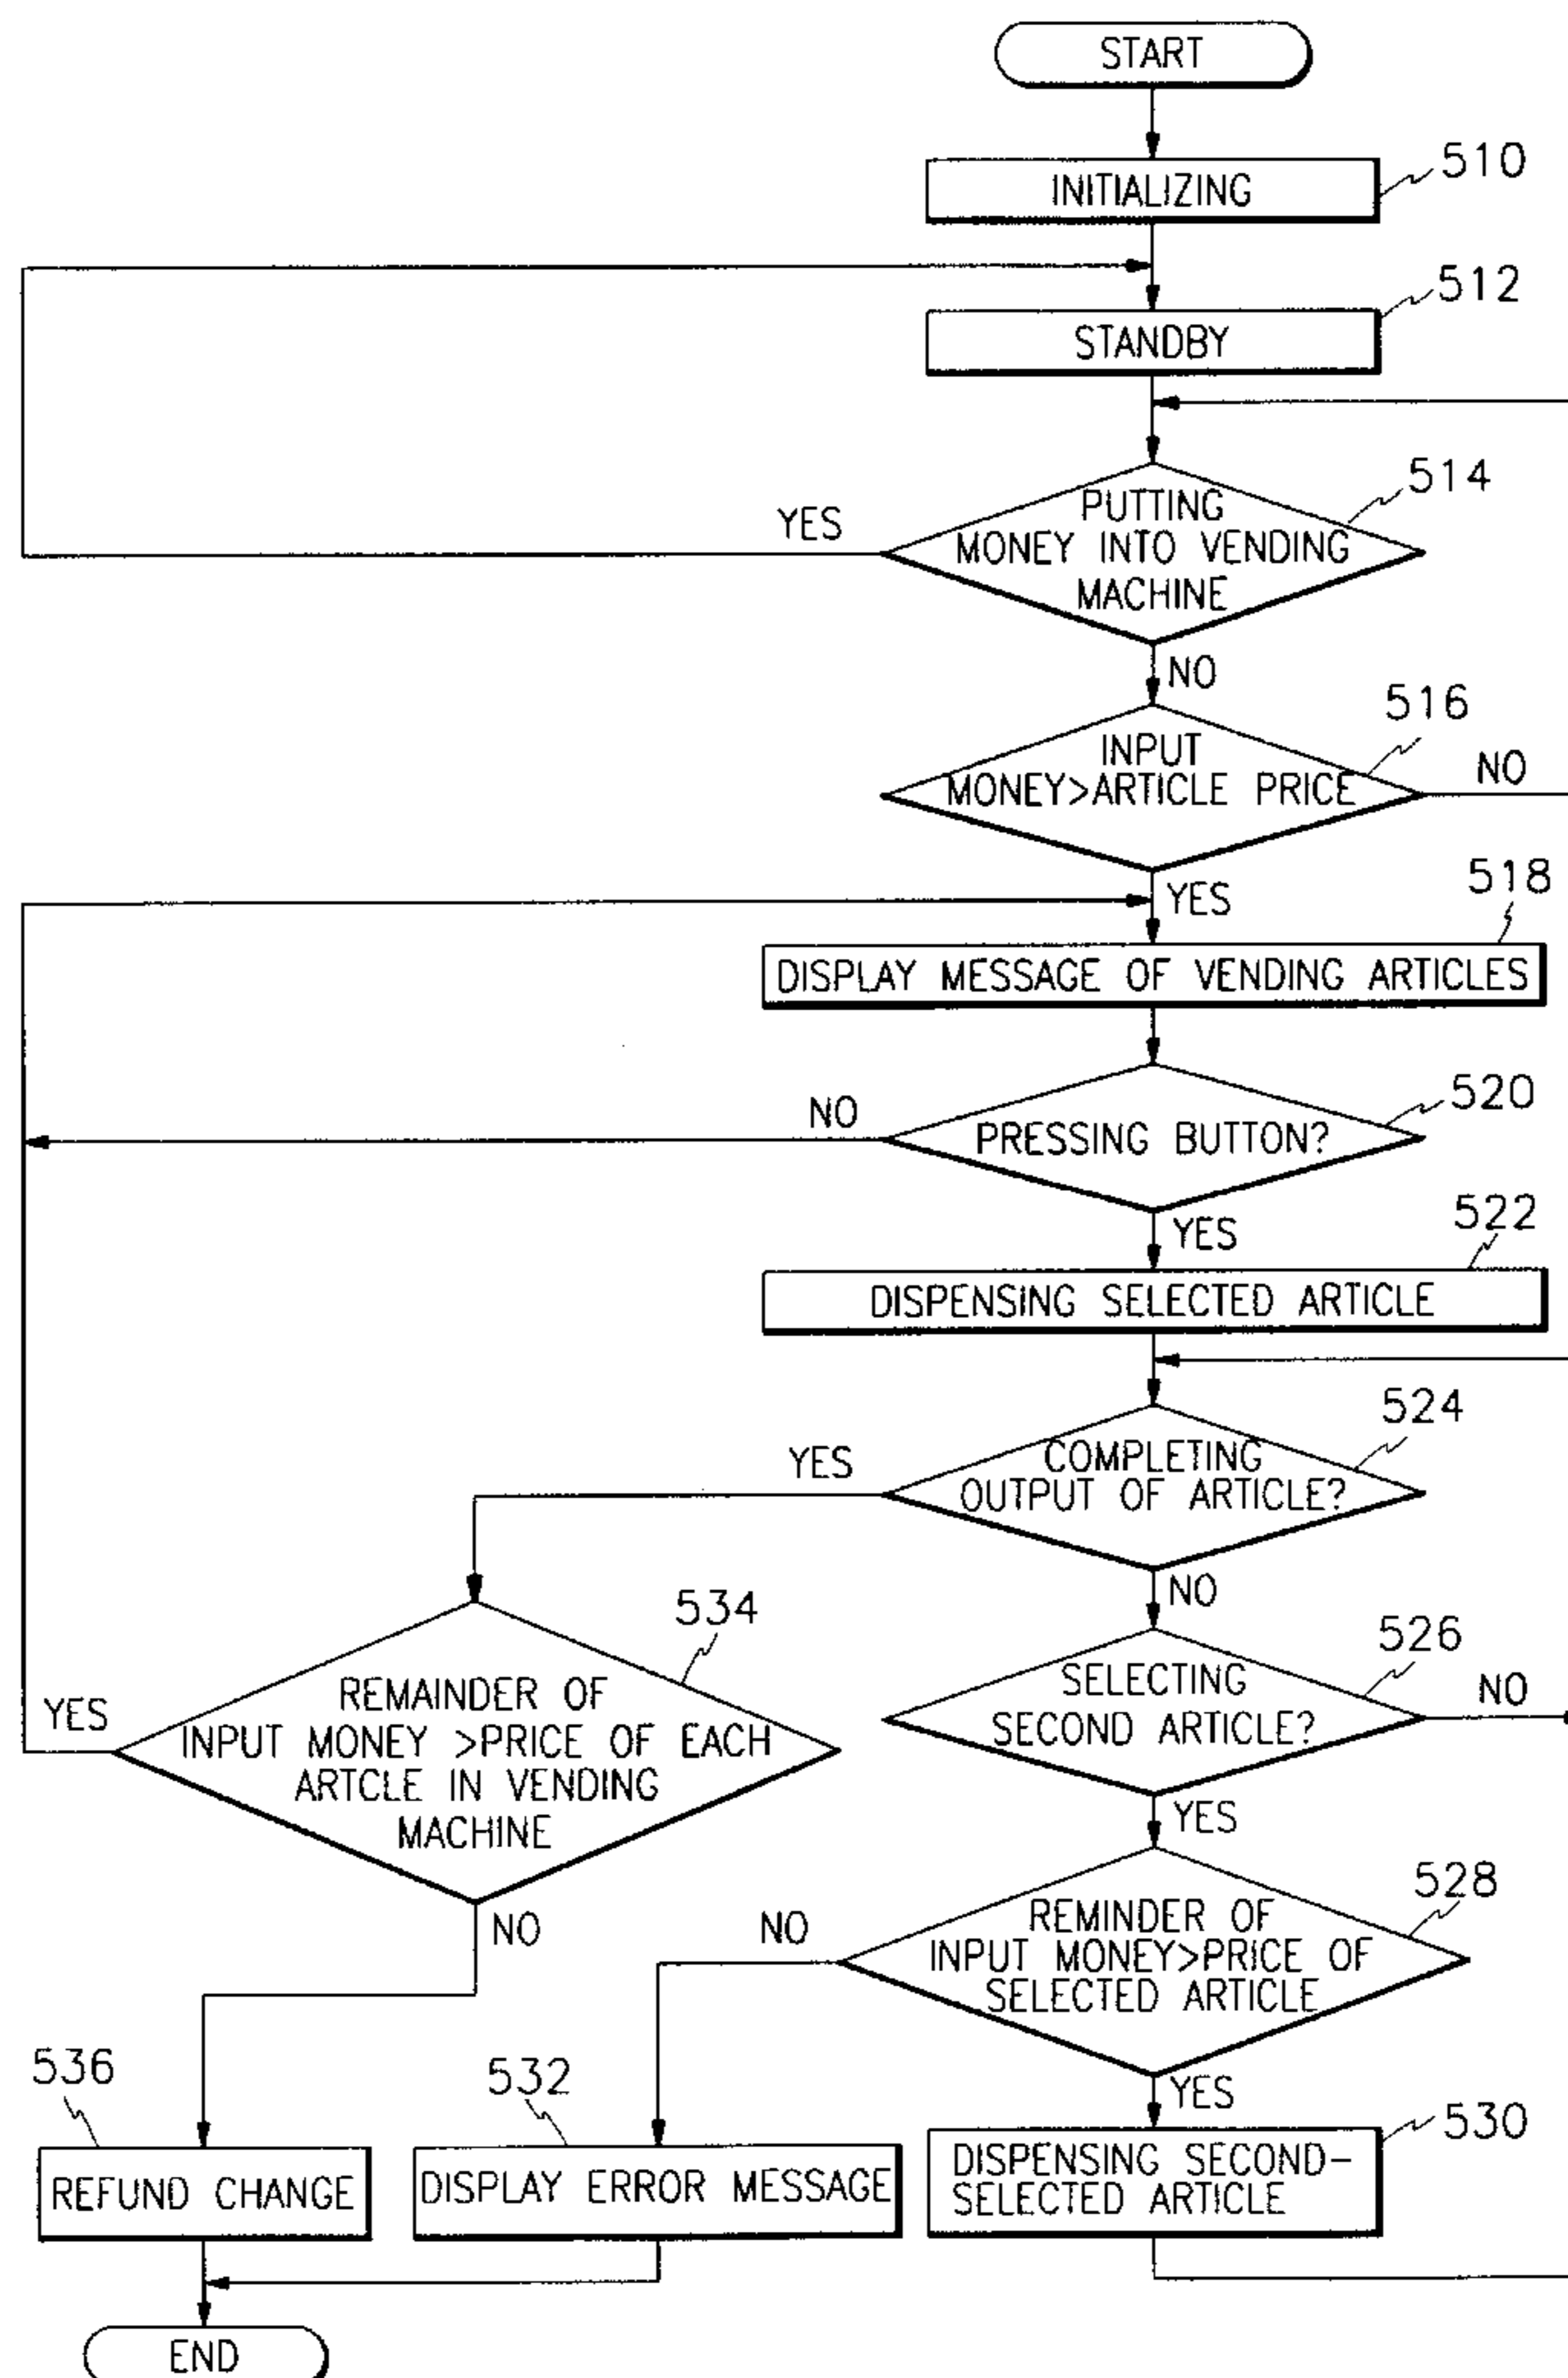 START
INITIALIZING
510
STANDBY
512
PUTTING
MONEY INTO VENDING
MACHINE
514
YES
NO
INPUT
MONEY>ARTICLE PRICE
516
NO
YES
DISPLAY MESSAGE OF VENDING ARTICLES
518
PRESSING BUTTON?
520
NO
YES
DISPENSING SELECTED ARTICLE
522
COMPLETING
OUTPUT OF ARTICLE?
524
YES
NO
SELECTING
SECOND ARTICLE?
526
NO
YES
REMAINDER OF
INPUT MONEY >PRICE OF EACH
ARTCLE IN VENDING
MACHINE
534
YES
NO
REMINDER OF
INPUT MONEY>PRICE OF
SELECTED ARTICLE
528
NO
YES
REFUND CHANGE
536
DISPLAY ERROR MESSAGE
532
DISPENSING SECOND-
SELECTED ARTICLE
530
END